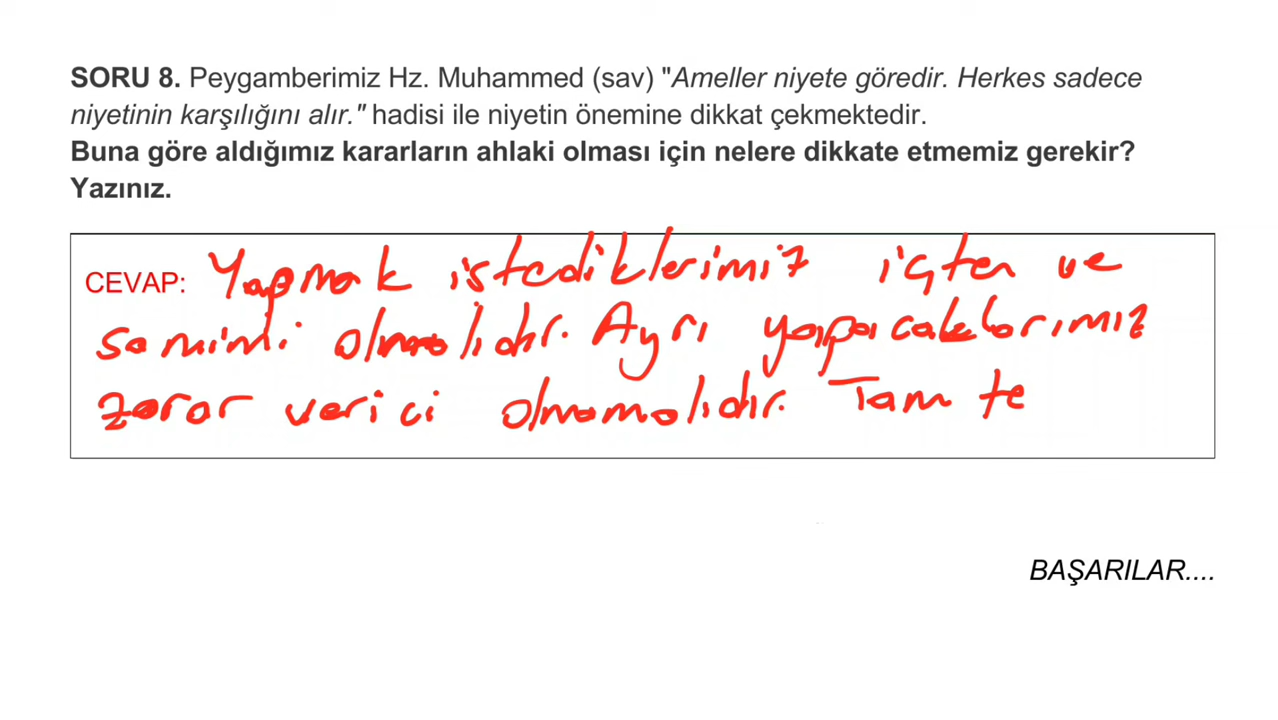 SORU 8. Peygamberimiz Hz. Muhammed (sav) "Ameller niyete göredir. Herkes sadece
niyetinin karşılığını alır." hadisi ile niyetin önemine dikkat çekmektedir.
Buna göre aldığımız kararların ahlaki olması için nelere dikkate etmemiz gerekir?
Yazınız.
CEVAP: Yapmak istediklerimiz içten ve
samimi olmalıdır. Ayrı yapacaklarımız
zarar verici olmamalıdır. Tam te
BAŞARILAR....